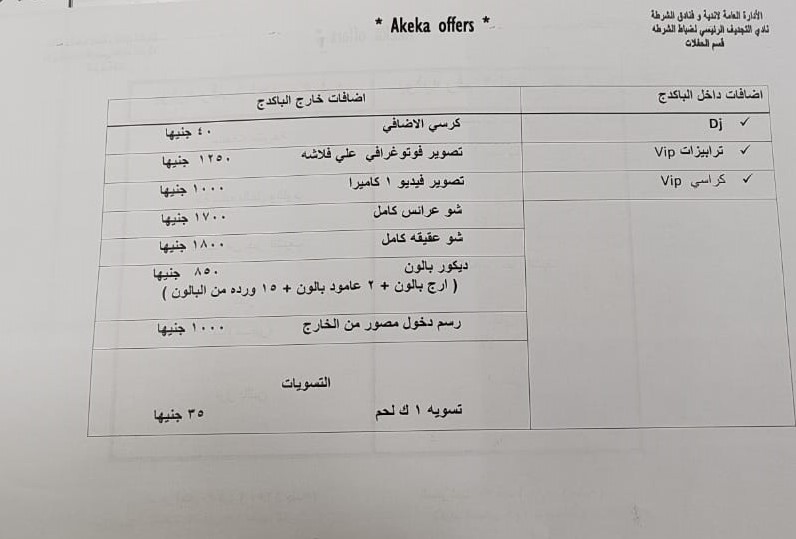 الأدارة العامة لاندية و فنادق الشرطة
نادي التجديف الرئيسي لضباط الشرطه
قسم الحفلات
* Akeka offers *
اضافات داخل الباكدج
✓ Dj
✓ ترابيزات Vip
✓ كراسي Vip
اضافات خارج الباكدج
كرسي الاضافي ٤٠ جنيها
تصوير فوتوغرافي علي فلاشه ١٢٥٠ جنيها
تصوير فيديو ١ كاميرا ١٠٠٠ جنيها
شو عرائس كامل ١٧٠٠ جنيها
شو عقيقه كامل ١٨٠٠ جنيها
ديكور بالون ٨٥٠ جنيها
( ارج بالون + ٢ عامود بالون + ١٥ ورده من البالون )
رسم دخول مصور من الخارج ١٠٠٠ جنيها
التسويات
تسويه ١ ك لحم ٣٥ جنيها